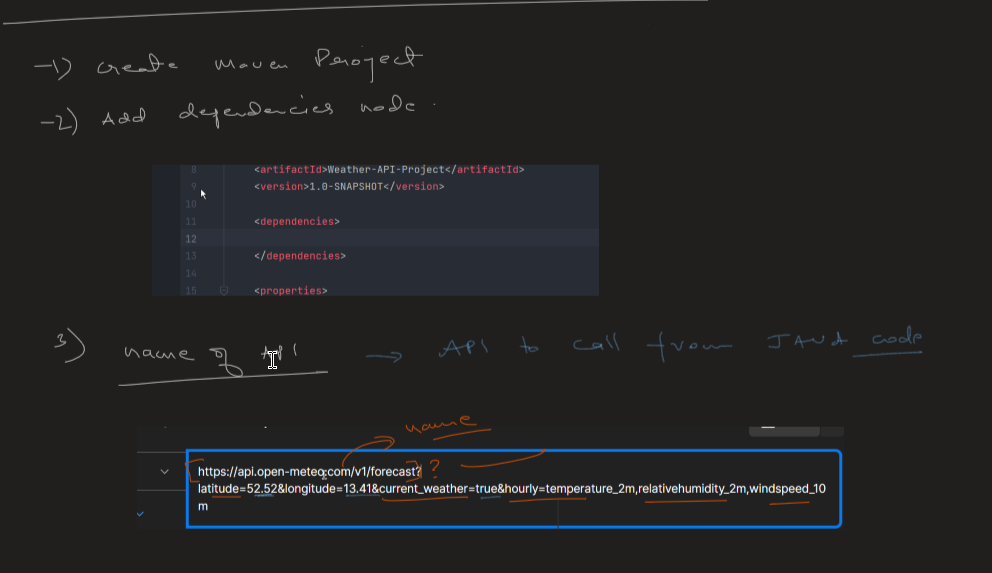 -1) Create Maven Project
-2) Add dependencies node.
8 <artifactId>Weather-API-Project</artifactId>
9 <version>1.0-SNAPSHOT</version>
10
11 <dependencies>
12
13 </dependencies>
14
15 <properties>
3) name of API → API to call from JAVA code
name
https://api.open-meteo.com/v1/forecast? ?
latitude=52.52&longitude=13.41&current_weather=true&hourly=temperature_2m,relativehumidity_2m,windspeed_10
m